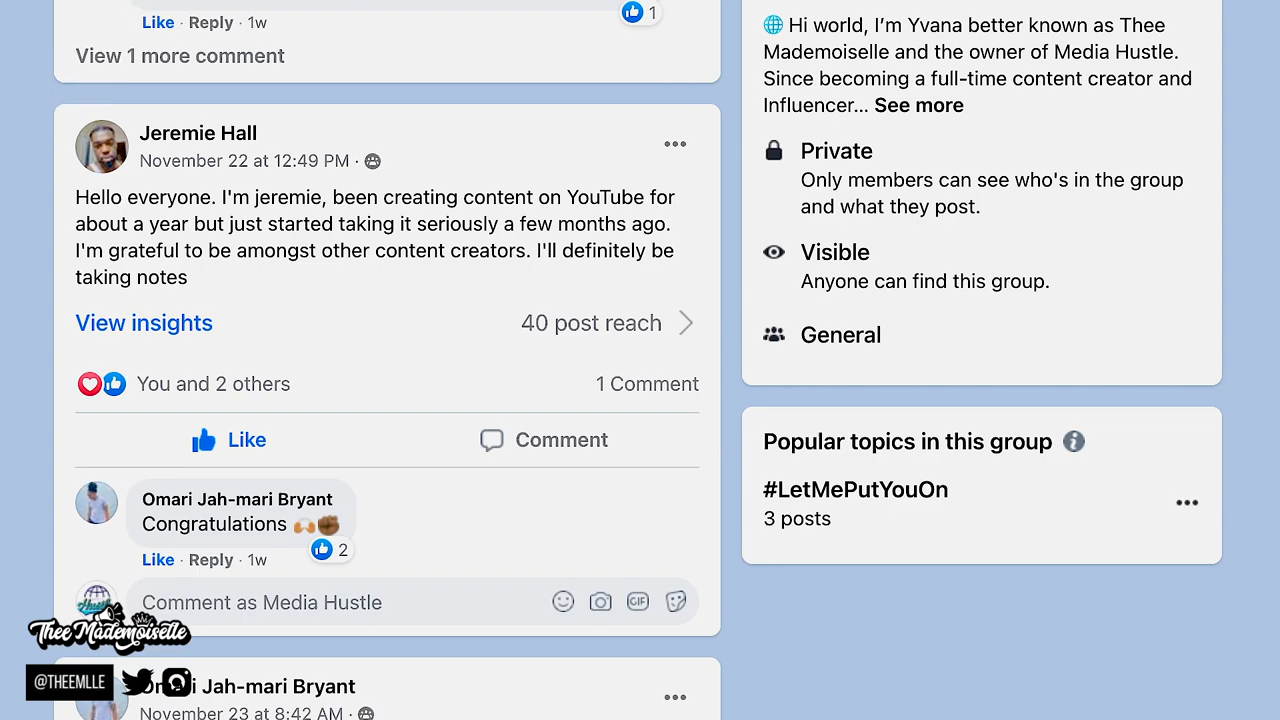 Like · Reply · 1w
1
View 1 more comment
Jeremie Hall
November 22 at 12:49 PM ·
Hello everyone. I'm jeremie, been creating content on YouTube for
about a year but just started taking it seriously a few months ago.
I'm grateful to be amongst other content creators. I'll definitely be
taking notes
View insights
40 post reach
You and 2 others
1 Comment
Like
Comment
Omari Jah-mari Bryant
Congratulations 🙌🏾✊🏾
2
Like · Reply · 1w
Comment as Media Hustle
GIF
Thee Mademoiselle
@THEEMLLE
Omari Jah-mari Bryant
November 23 at 8:42 AM ·
🌐 Hi world, I’m Yvana better known as Thee
Mademoiselle and the owner of Media Hustle.
Since becoming a full-time content creator and
Influencer... See more
Private
Only members can see who's in the group
and what they post.
Visible
Anyone can find this group.
General
Popular topics in this group
#LetMePutYouOn
3 posts